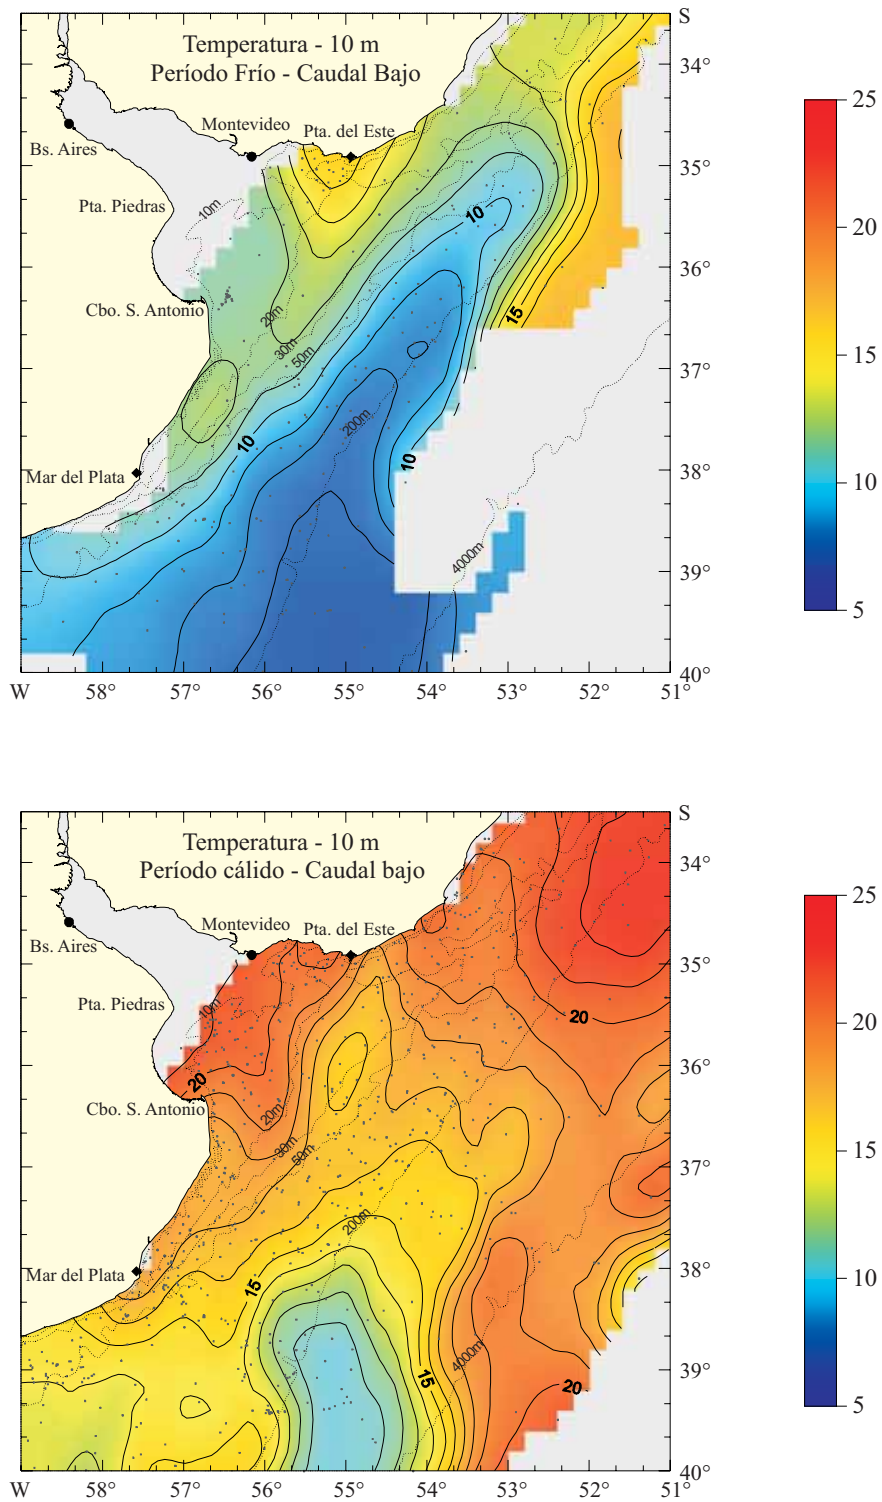 S
Temperatura - 10 m
Período Frío - Caudal Bajo
34°
25
Montevideo
Pta. del Este
Bs. Aires
35°
Pta. Piedras
10m
10
20
36°
Cbo. S. Antonio
20m
15
30m
50m
15
37°
200m
10
10
Mar del Plata
38°
10
4000m
39°
5
40°
W
58°
57°
56°
55°
54°
53°
52°
51°
S
Temperatura - 10 m
Período cálido - Caudal bajo
34°
25
Montevideo
Pta. del Este
Bs. Aires
35°
Pta. Piedras
10m
20
20
36°
20
Cbo. S. Antonio
20m
30m
50m
15
37°
200m
Mar del Plata
38°
15
10
4000m
15
20
39°
5
40°
W
58°
57°
56°
55°
54°
53°
52°
51°